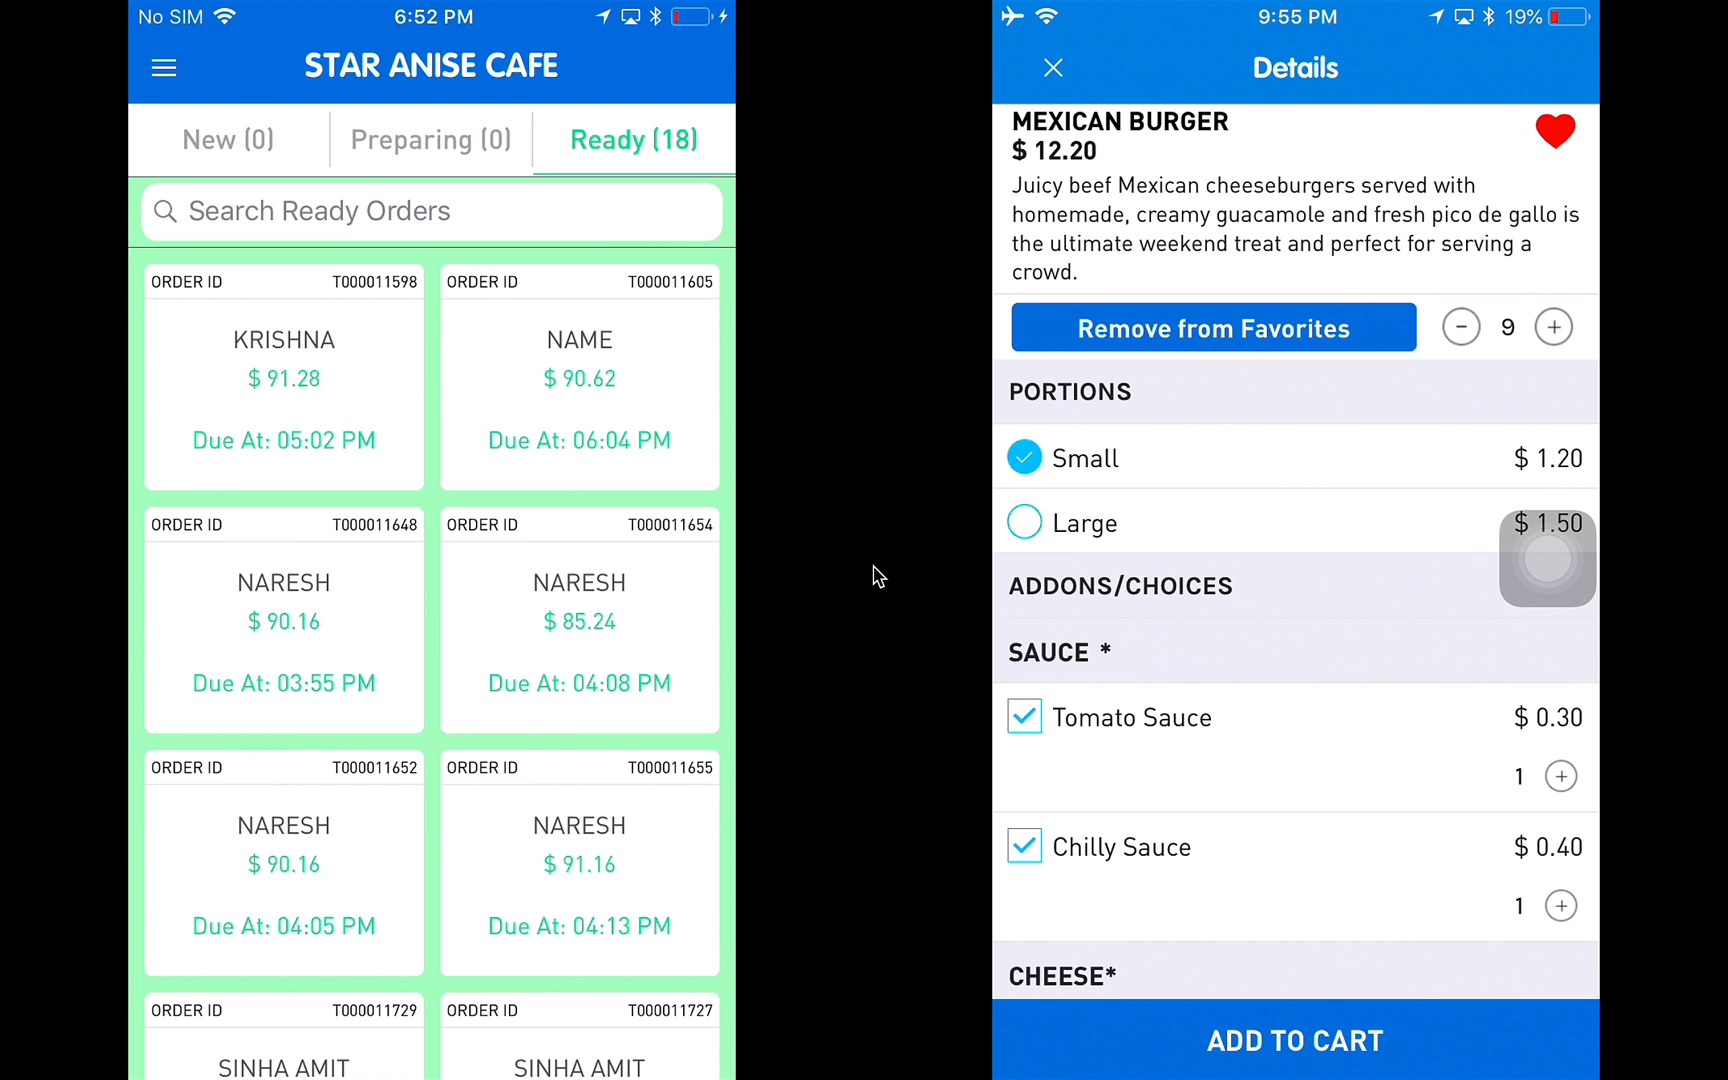 No SIM
6:52 PM
STAR ANISE CAFE
New (0)
Preparing (0)
Ready (18)
Search Ready Orders
ORDER ID T000011598
KRISHNA
$ 91.28
Due At: 05:02 PM
ORDER ID T000011605
NAME
$ 90.62
Due At: 06:04 PM
ORDER ID T000011648
NARESH
$ 90.16
Due At: 03:55 PM
ORDER ID T000011654
NARESH
$ 85.24
Due At: 04:08 PM
ORDER ID T000011652
NARESH
$ 90.16
Due At: 04:05 PM
ORDER ID T000011655
NARESH
$ 91.16
Due At: 04:13 PM
ORDER ID T000011729
SINHA AMIT
ORDER ID T000011727
SINHA AMIT
9:55 PM
19%
Details
MEXICAN BURGER
$ 12.20
Juicy beef Mexican cheeseburgers served with
homemade, creamy guacamole and fresh pico de gallo is
the ultimate weekend treat and perfect for serving a
crowd.
Remove from Favorites
9
PORTIONS
Small $ 1.20
Large $ 1.50
ADDONS/CHOICES
SAUCE *
Tomato Sauce $ 0.30
1
Chilly Sauce $ 0.40
1
CHEESE*
ADD TO CART